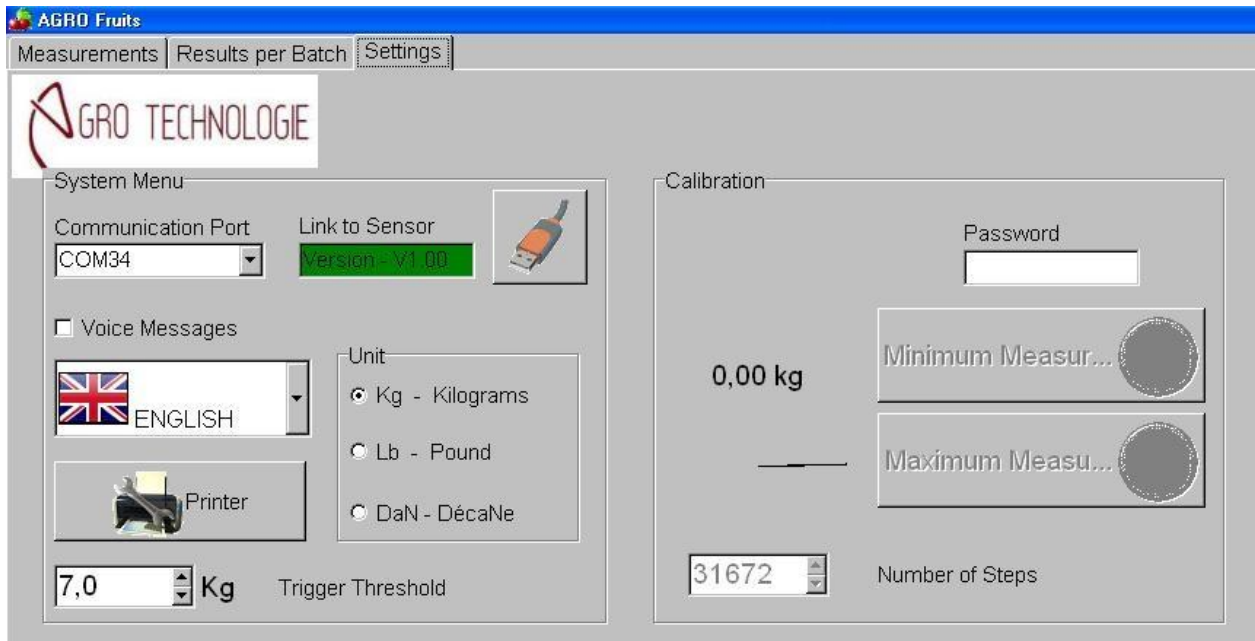 AGRO Fruits
Measurements Results per Batch Settings
AGRO TECHNOLOGIE
System Menu
Communication Port Link to Sensor
COM34 Version - V1.00
Voice Messages
ENGLISH
Unit
Kg - Kilograms
Lb - Pound
DaN - DécaNe
Printer
7,0 Kg Trigger Threshold
Calibration
Password
0,00 kg
Minimum Measur...
Maximum Measu...
31672 Number of Steps